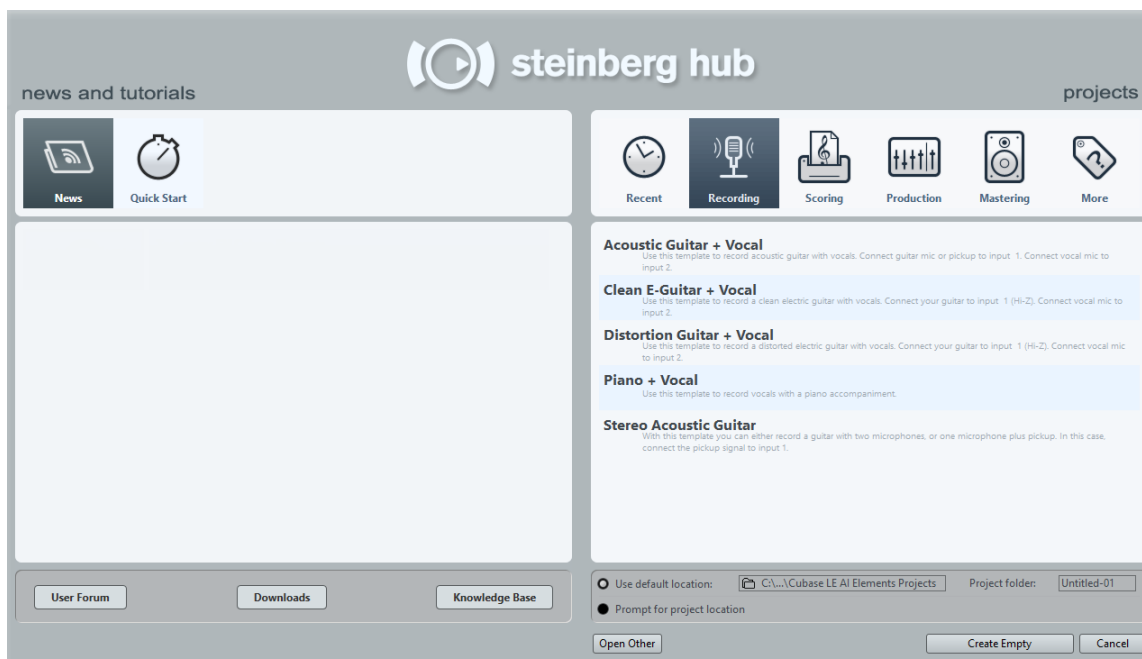 steinberg hub
news and tutorials
projects
News
Quick Start
Recent
Recording
Scoring
Production
Mastering
More
Acoustic Guitar + Vocal
Use this template to record acoustic guitar with vocals. Connect guitar mic or pickup to input 1. Connect vocal mic to
input 2.
Clean E-Guitar + Vocal
Use this template to record a clean electric guitar with vocals. Connect your guitar to input 1 (Hi-Z). Connect vocal mic to
input 2.
Distortion Guitar + Vocal
Use this template to record a distorted electric guitar with vocals. Connect your guitar to input 1 (Hi-Z). Connect vocal mic
to input 2.
Piano + Vocal
Use this template to record vocals with a piano accompaniment.
Stereo Acoustic Guitar
With this template you can either record a guitar with two microphones, or one microphone plus pickup. In this case,
connect the pickup signal to input 1.
User Forum
Downloads
Knowledge Base
Use default location:
C:\...\Cubase LE AI Elements Projects
Project folder:
Untitled-01
Prompt for project location
Open Other
Create Empty
Cancel